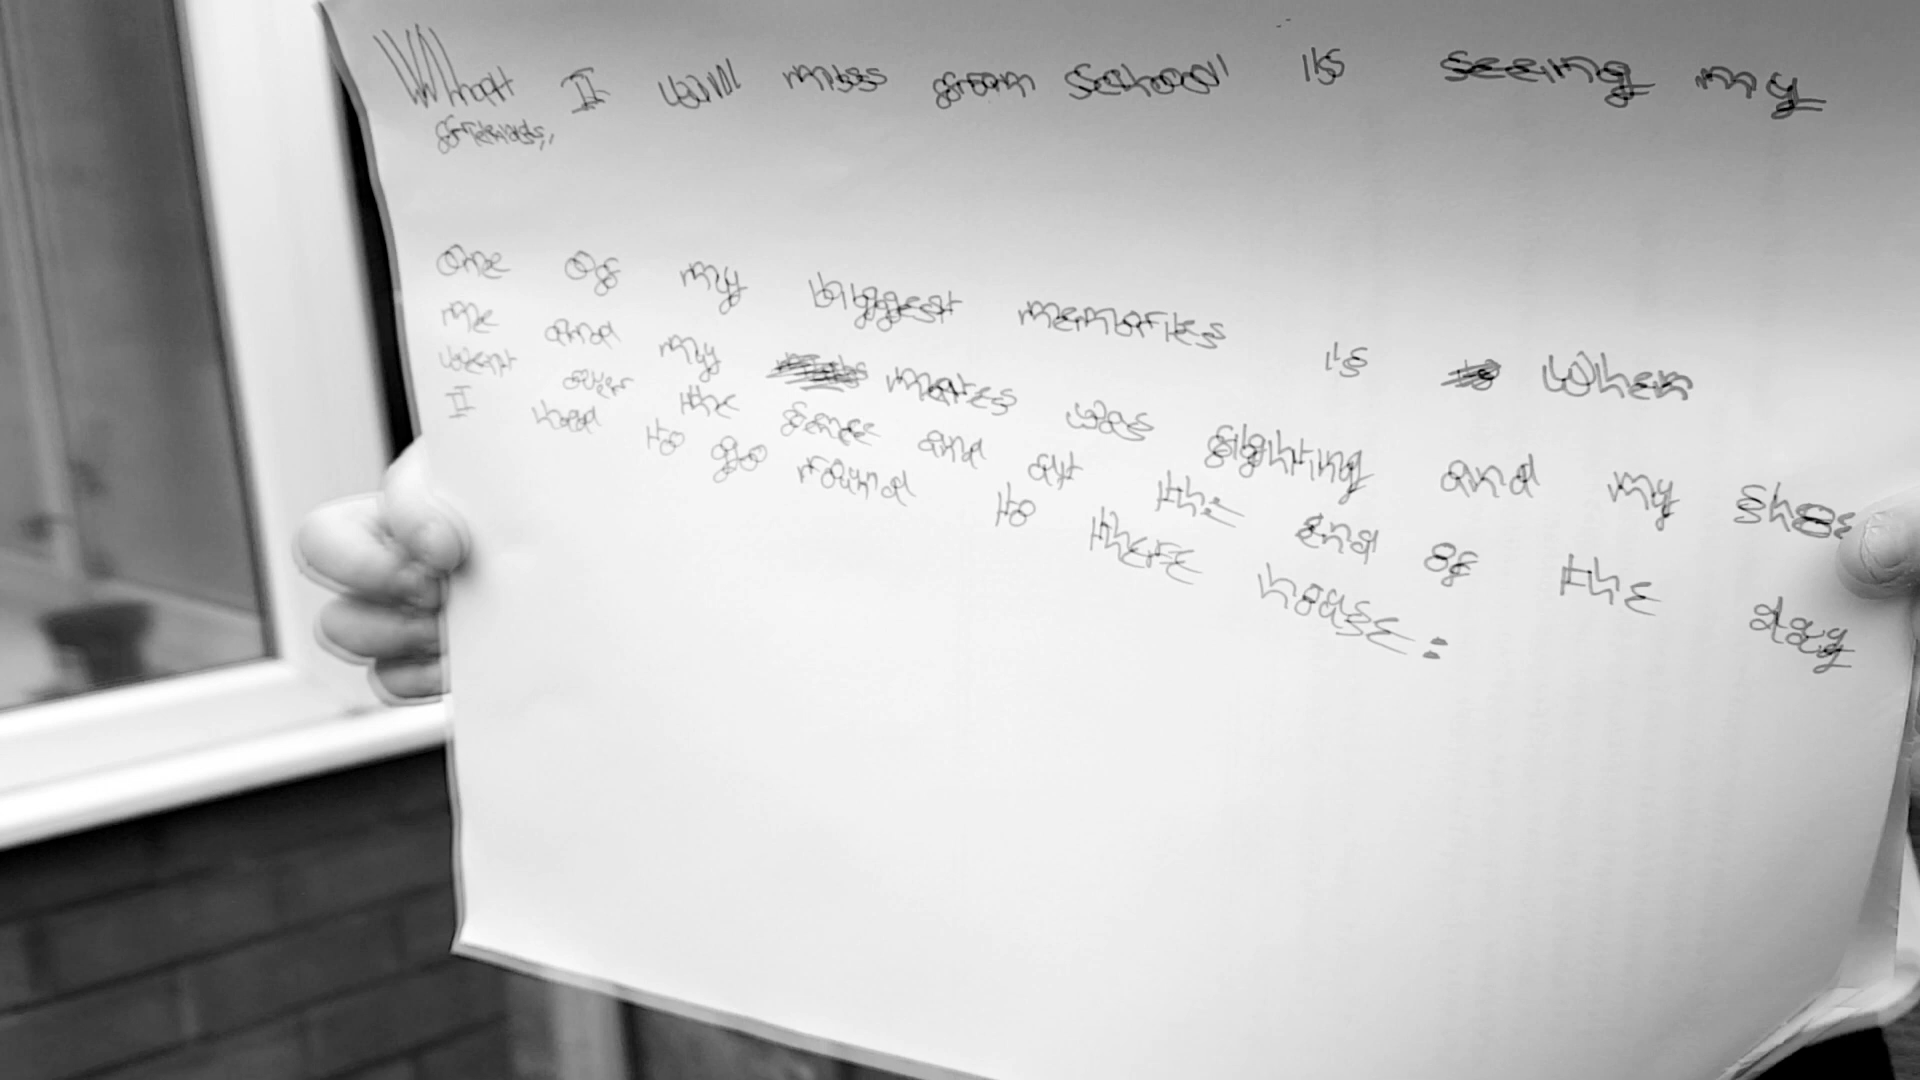 What I will miss from school is seeing my
friends,
One of my biggest memories is when
me and my mates was fighting and my shoe
went over the fence and at the end of the day
I had to go round to there house.